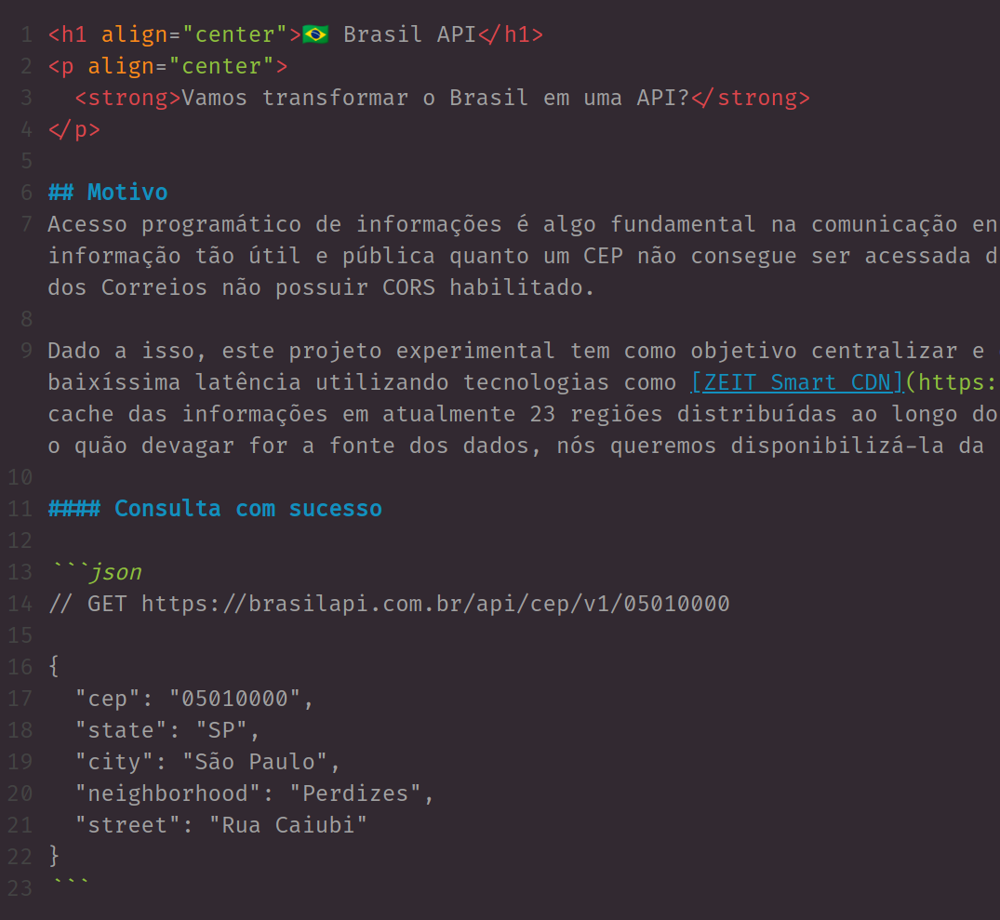 1 <h1 align="center">🇧🇷 Brasil API</h1>
2 <p align="center">
3   <strong>Vamos transformar o Brasil em uma API?</strong>
4 </p>
5
6 ## Motivo
7 Acesso programático de informações é algo fundamental na comunicação en
informação tão útil e pública quanto um CEP não consegue ser acessada d
dos Correios não possuir CORS habilitado.
8
9 Dado a isso, este projeto experimental tem como objetivo centralizar e
baixíssima latência utilizando tecnologias como [ZEIT Smart CDN](https:
cache das informações em atualmente 23 regiões distribuídas ao longo do
o quão devagar for a fonte dos dados, nós queremos disponibilizá-la da
10
11 #### Consulta com sucesso
12
13 ```json
14 // GET https://brasilapi.com.br/api/cep/v1/05010000
15
16 {
17   "cep": "05010000",
18   "state": "SP",
19   "city": "São Paulo",
20   "neighborhood": "Perdizes",
21   "street": "Rua Caiubi"
22 }
23 ```